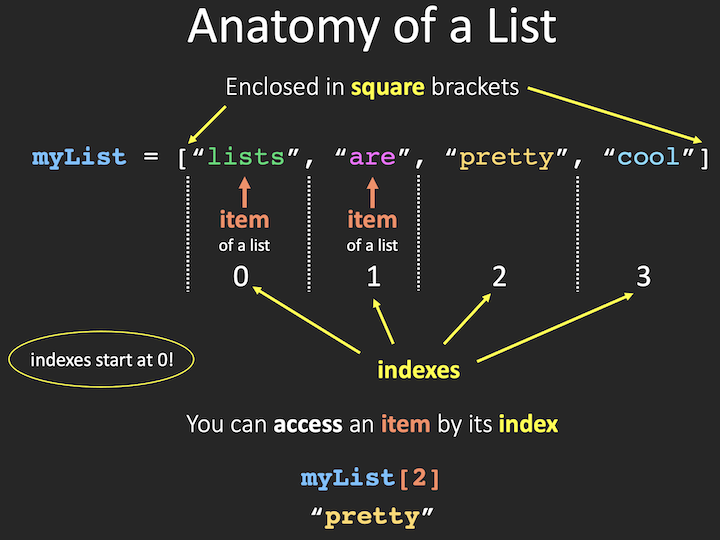 Anatomy of a List
Enclosed in square brackets
myList = [“lists”, “are”, “pretty”, “cool”]
item item
of a list of a list
0 1 2 3
indexes start at 0!
indexes
You can access an item by its index
myList[2]
“pretty”